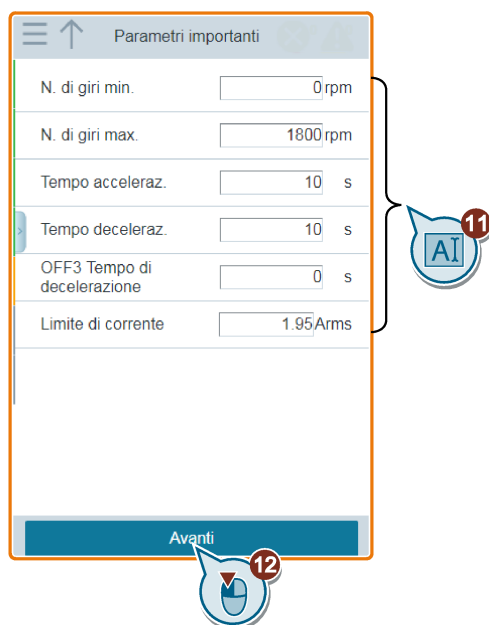 Parametri importanti
N. di giri min. 0 rpm
N. di giri max. 1800 rpm
Tempo acceleraz. 10 s
Tempo deceleraz. 10 s
OFF3 Tempo di
decelerazione 0 s
Limite di corrente 1.95 Arms
11
AI
Avanti
12